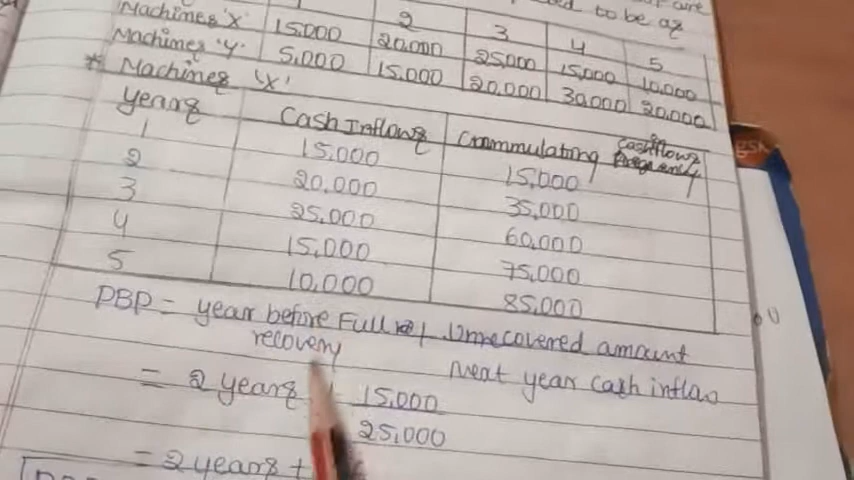 to be as
1 2 3 4 5
Machines 'X' 15,000 20,000 25,000 15,000 10,000
Machines 'Y' 5,000 15,000 20,000 30,000 20,000
* Machines 'X'
years Cash Inflows Crommulating Cashflows
1 15,000 15,000
2 20,000 35,000
3 25,000 60,000
4 15,000 75,000
5 10,000 85,000
PBP = year before Full + Unrecovered amount
recovery Next year cash inflow
= 2 years + 15,000
25,000
= 2 years +